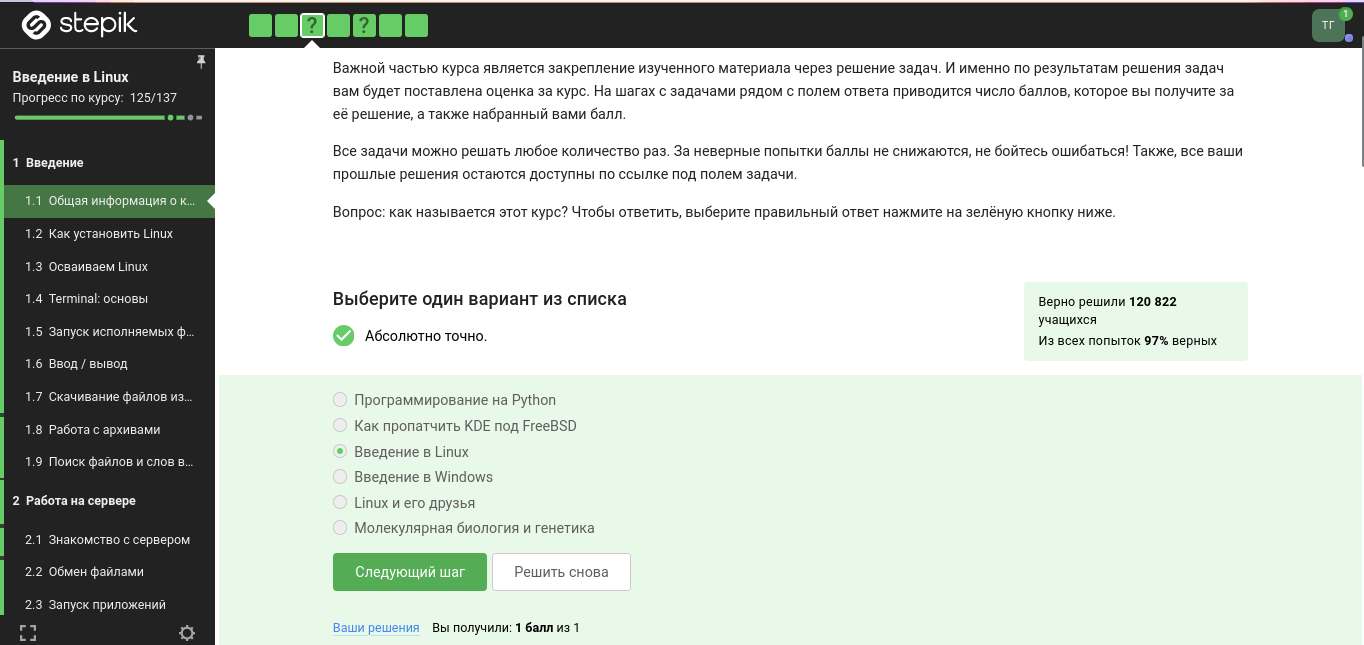 stepik
?
?
ТГ
1
Введение в Linux
Прогресс по курсу: 125/137
1 Введение
1.1 Общая информация о к...
1.2 Как установить Linux
1.3 Осваиваем Linux
1.4 Terminal: основы
1.5 Запуск исполняемых ф...
1.6 Ввод / вывод
1.7 Скачивание файлов из...
1.8 Работа с архивами
1.9 Поиск файлов и слов в...
2 Работа на сервере
2.1 Знакомство с сервером
2.2 Обмен файлами
2.3 Запуск приложений
Важной частью курса является закрепление изученного материала через решение задач. И именно по результатам решения задач
вам будет поставлена оценка за курс. На шагах с задачами рядом с полем ответа приводится число баллов, которое вы получите за
её решение, а также набранный вами балл.
Все задачи можно решать любое количество раз. За неверные попытки баллы не снижаются, не бойтесь ошибаться! Также, все ваши
прошлые решения остаются доступны по ссылке под полем задачи.
Вопрос: как называется этот курс? Чтобы ответить, выберите правильный ответ нажмите на зелёную кнопку ниже.
Выберите один вариант из списка
Абсолютно точно.
Верно решили 120 822
учащихся
Из всех попыток 97% верных
Программирование на Python
Как пропатчить KDE под FreeBSD
Введение в Linux
Введение в Windows
Linux и его друзья
Молекулярная биология и генетика
Следующий шаг
Решить снова
Ваши решения Вы получили: 1 балл из 1